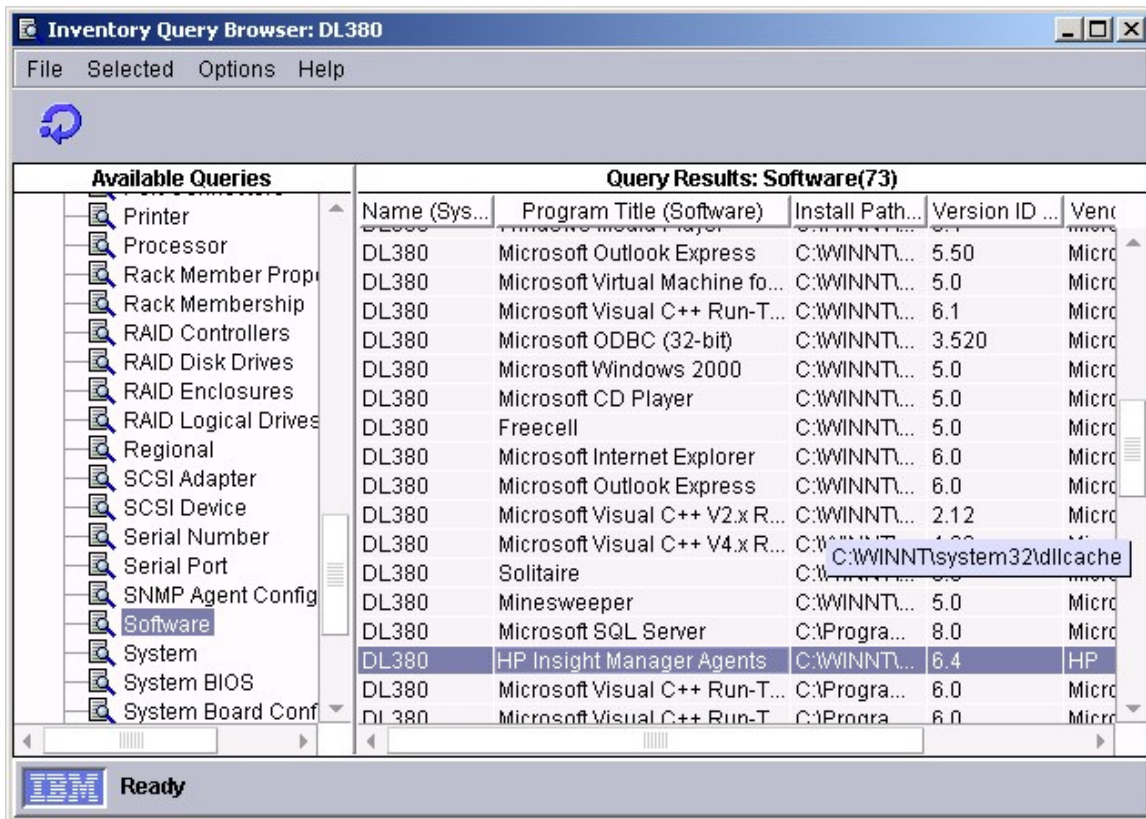 Inventory Query Browser: DL380
File Selected Options Help
Available Queries
Printer
Processor
Rack Member Prop
Rack Membership
RAID Controllers
RAID Disk Drives
RAID Enclosures
RAID Logical Drives
Regional
SCSI Adapter
SCSI Device
Serial Number
Serial Port
SNMP Agent Config
Software
System
System BIOS
System Board Conf
Query Results: Software(73)
Name (Sys... Program Title (Software) Install Path... Version ID ... Vend
DL380 Microsoft Outlook Express C:\WINNT\... 5.50 Micro
DL380 Microsoft Virtual Machine fo... C:\WINNT\... 5.0 Micro
DL380 Microsoft Visual C++ Run-T... C:\WINNT\... 6.1 Micro
DL380 Microsoft ODBC (32-bit) C:\WINNT\... 3.520 Micro
DL380 Microsoft Windows 2000 C:\WINNT\... 5.0 Micro
DL380 Microsoft CD Player C:\WINNT\... 5.0 Micro
DL380 Freecell C:\WINNT\... 5.0 Micro
DL380 Microsoft Internet Explorer C:\WINNT\... 6.0 Micro
DL380 Microsoft Outlook Express C:\WINNT\... 6.0 Micro
DL380 Microsoft Visual C++ V2.x R... C:\WINNT\... 2.12 Micro
DL380 Microsoft Visual C++ V4.x R...
C:\WINNT\system32\dllcache
DL380 Solitaire
DL380 Minesweeper C:\WINNT\... 5.0 Micro
DL380 Microsoft SQL Server C:\Progra... 8.0 Micro
DL380 HP Insight Manager Agents C:\WINNT\... 6.4 HP
DL380 Microsoft Visual C++ Run-T... C:\Progra... 6.0 Micro
DL380 Microsoft Visual C++ Run-T... C:\Progra... 6.0 Micro
IBM Ready